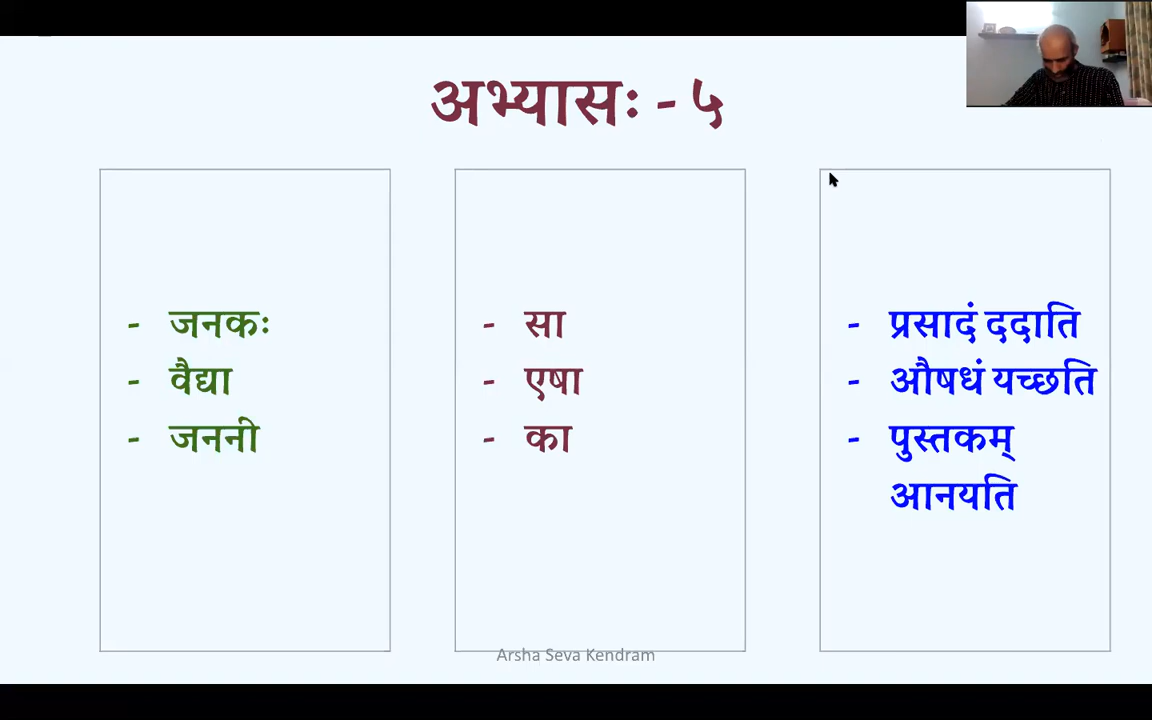 अभ्यासः - ५
- जनकः
- वैद्या
- जननी
- सा
- एषा
- का
- प्रसादं ददाति
- औषधं यच्छति
- पुस्तकम्
आनयति
Arsha Seva Kendram